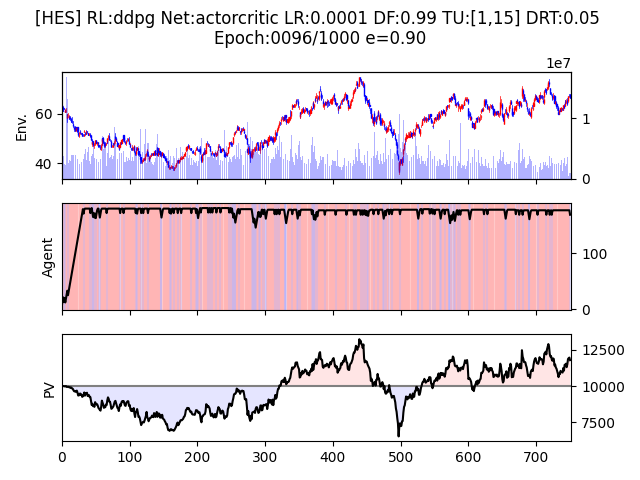 [HES] RL:ddpg Net:actorcritic LR:0.0001 DF:0.99 TU:[1,15] DRT:0.05
Epoch:0096/1000 e=0.90
1e7
Env.
60
40
1
0
Agent
100
0
PV
12500
10000
7500
0 100 200 300 400 500 600 700